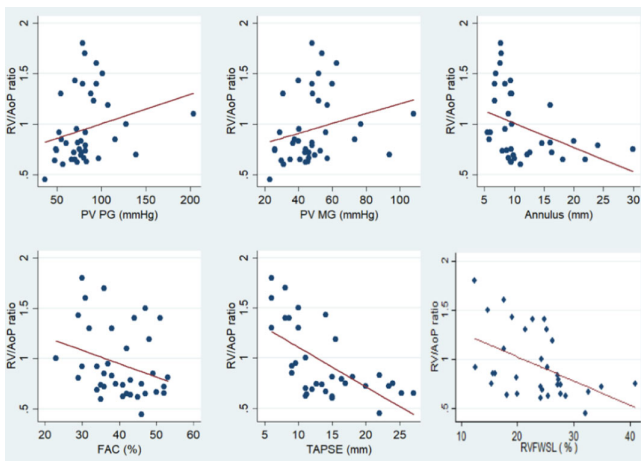 RV/AoP ratio
2
1.5
1
.5
50 100 150 200
PV PG (mmHg)
RV/AoP ratio
2
1.5
1
.5
20 40 60 80 100
PV MG (mmHg)
RV/AoP ratio
2
1.5
1
.5
5 10 15 20 25 30
Annulus (mm)
RV/AoP ratio
2
1.5
1
.5
20 30 40 50 60
FAC (%)
RV/AoP ratio
2
1.5
1
.5
5 10 15 20 25
TAPSE (mm)
RV/AoP ratio
2
1.5
1
.5
10 20 30 40
RVFWSL (%)